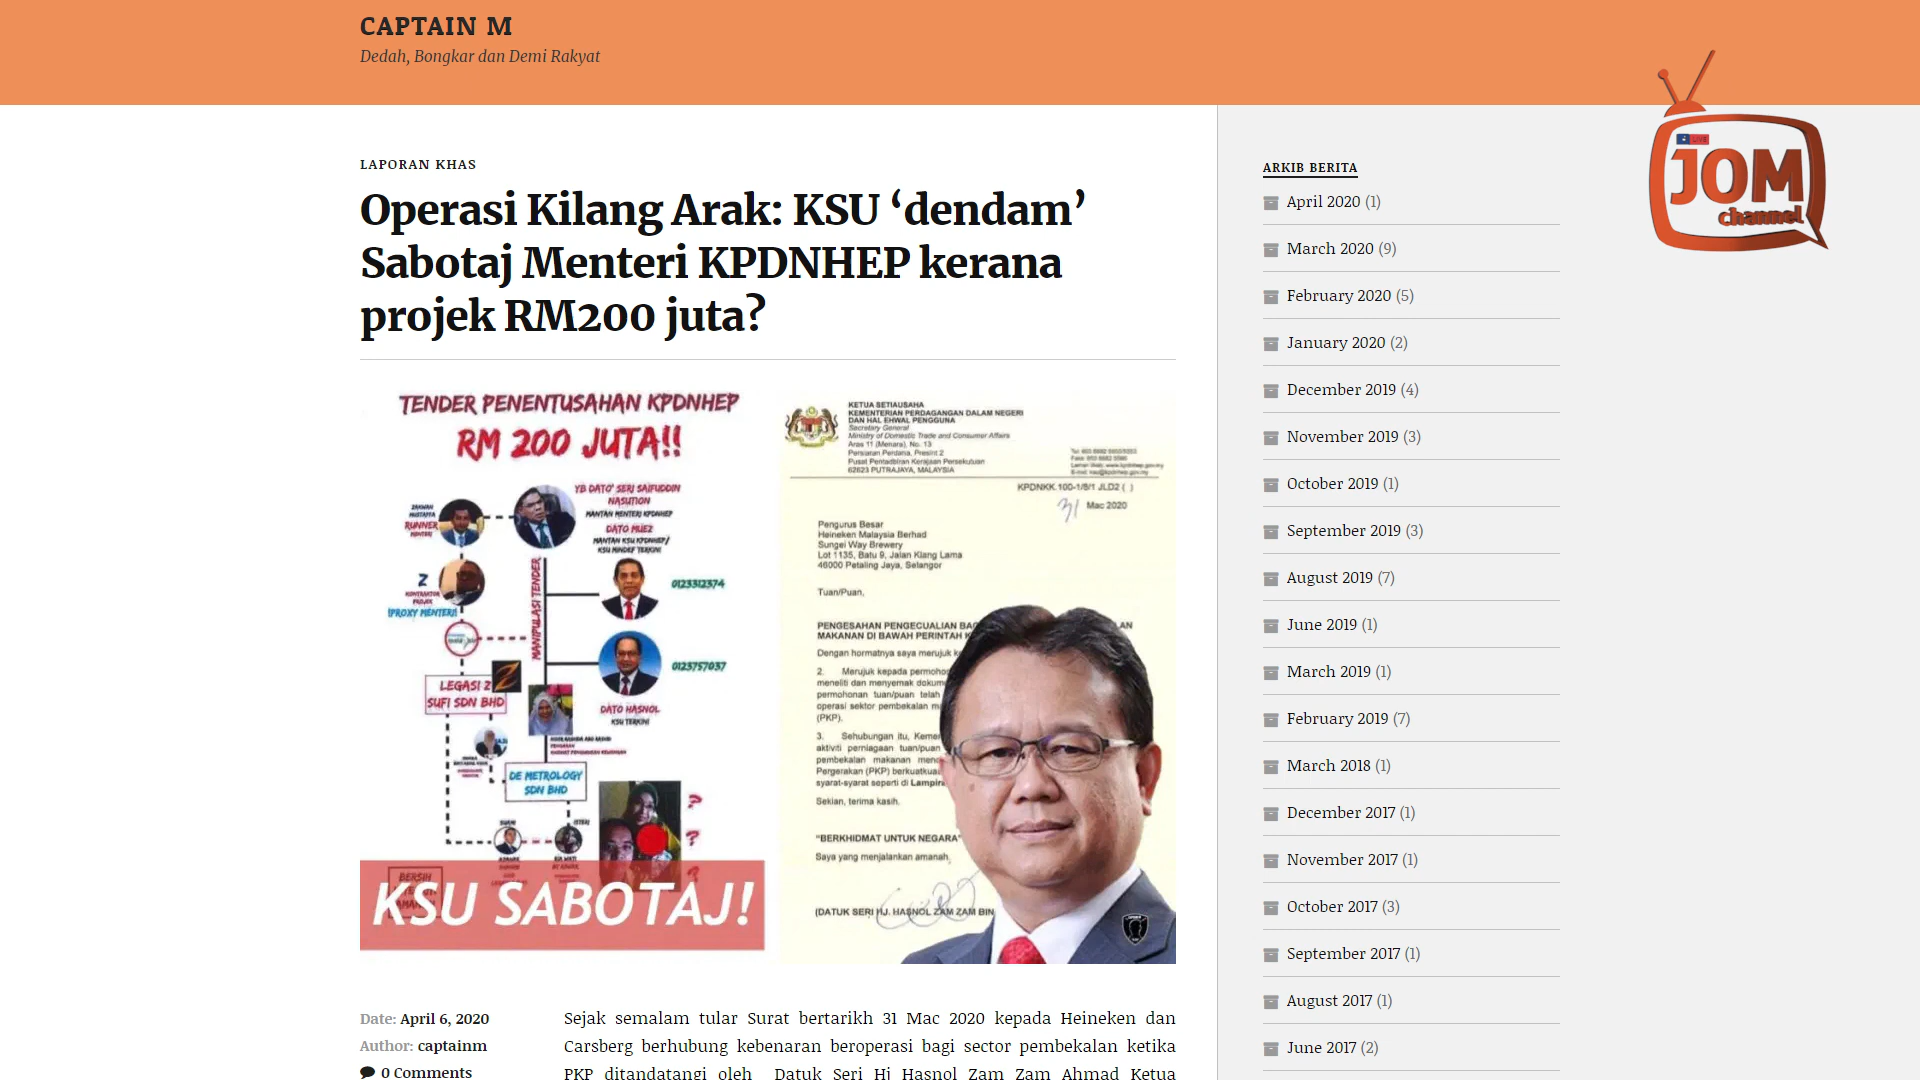 CAPTAIN M
Dedah, Bongkar dan Demi Rakyat
LIVE
JOM
channel
LAPORAN KHAS
Operasi Kilang Arak: KSU ‘dendam’
Sabotaj Menteri KPDNHEP kerana
projek RM200 juta?
TENDER PENENTUSAHAN KPDNHEP
RM 200 JUTA!!
YB DATO' SERI SAIFUDDIN
NASUTION
MANTAN MENTERI KPDNHEP
ZAKWAN
MUSTAFFA
RUNNER
MENTERI
DATO MUEZ
MANTAN KSU KPDNHEP/
KSU MINDEF TERKINI
Z
KONTRAKTOR
PROJEK
(PROXY MENTERI)
MANIPULASI TENDER
0123312374
0123757037
LEGASI Z
SUFI SDN BHD
DATO HASNOL
KSU TERKINI
DE METROLOGY
SDN BHD
?
?
?
KSU SABOTAJ!
KETUA SETIAUSAHA
KEMENTERIAN PERDAGANGAN DALAM NEGERI
DAN HAL EHWAL PENGGUNA
Secretary General
Ministry of Domestic Trade and Consumer Affairs
Aras 11 (Menara), No. 13
Persiaran Perdana, Presint 2
Pusat Pentadbiran Kerajaan Persekutuan
62623 PUTRAJAYA, MALAYSIA
KPDNKK.100-1/8/1 JLD2 ( )
31 Mac 2020
Pengurus Besar
Heineken Malaysia Berhad
Sungei Way Brewery
Lot 1135, Batu 9, Jalan Klang Lama
46000 Petaling Jaya, Selangor
Tuan/Puan,
PENGESAHAN PENGECUALIAN
MAKANAN DI BAWAH PERINTAH
Dengan hormatnya saya merujuk
2. Merujuk kepada
meneliti dan menyemak
permohonan tuan/puan telah
operasi sektor pembekalan
(PKP).
3. Sehubungan itu,
aktiviti perniagaan tuan/puan
pembekalan makanan
Pergerakan (PKP) berkuatkuasa
syarat-syarat seperti di
Sekian, terima kasih.
"BERKHIDMAT UNTUK NEGARA"
Saya yang menjalankan amanah,
(DATUK SERI HJ. HASNOL ZAM ZAM BIN
Date: April 6, 2020
Author: captainm
0 Comments
Sejak semalam tular Surat bertarikh 31 Mac 2020 kepada Heineken dan
Carsberg berhubung kebenaran beroperasi bagi sector pembekalan ketika
PKP ditandatangi oleh Datuk Seri Hj Hasnol Zam Zam Ahmad Ketua
ARKIB BERITA
April 2020 (1)
March 2020 (9)
February 2020 (5)
January 2020 (2)
December 2019 (4)
November 2019 (3)
October 2019 (1)
September 2019 (3)
August 2019 (7)
June 2019 (1)
March 2019 (1)
February 2019 (7)
March 2018 (1)
December 2017 (1)
November 2017 (1)
October 2017 (3)
September 2017 (1)
August 2017 (1)
June 2017 (2)